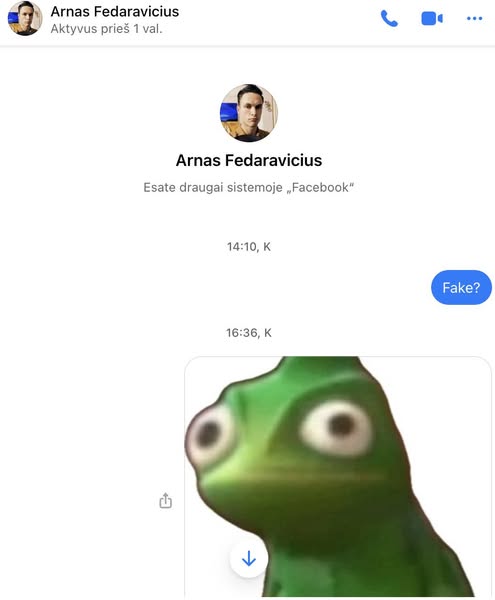 Arnas Fedaravicius
Aktyvus prieš 1 val.
Arnas Fedaravicius
Esate draugai sistemoje „Facebook“
14:10, K
Fake?
16:36, K